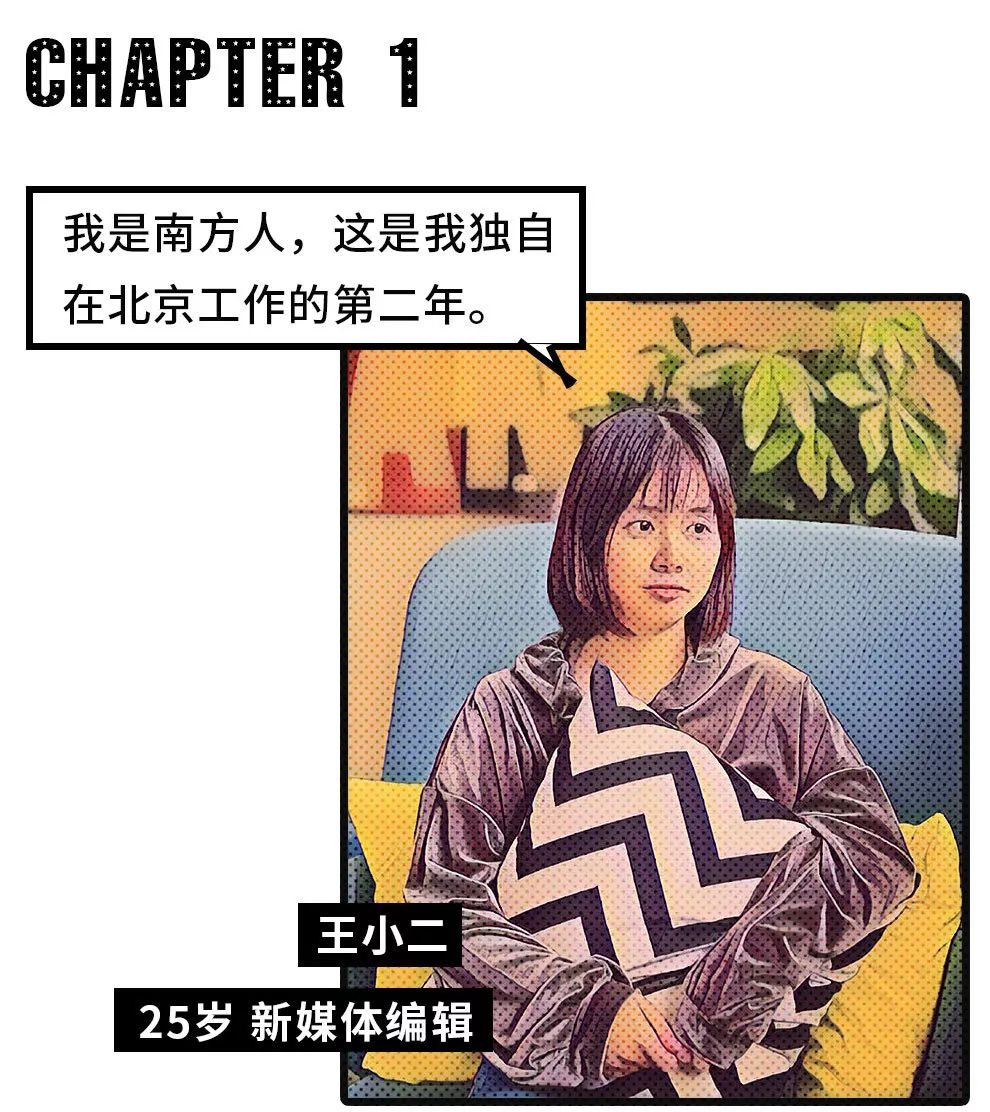 CHAPTER 1
我是南方人，这是我独自
在北京工作的第二年。
王小二
25岁 新媒体编辑